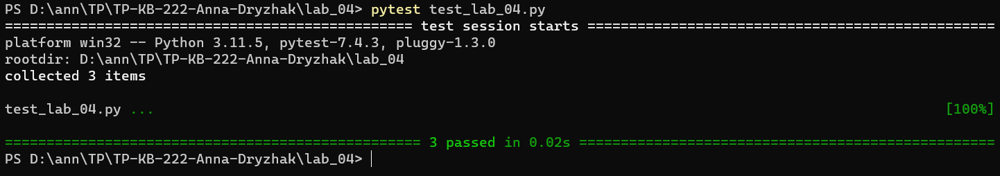 PS D:\ann\TP\TP-KB-222-Anna-Dryzhak\lab_04> pytest test_lab_04.py
================================================= test session starts =================================================
platform win32 -- Python 3.11.5, pytest-7.4.3, pluggy-1.3.0
rootdir: D:\ann\TP\TP-KB-222-Anna-Dryzhak\lab_04
collected 3 items
test_lab_04.py ... [100%]
================================================== 3 passed in 0.02s ==================================================
PS D:\ann\TP\TP-KB-222-Anna-Dryzhak\lab_04>